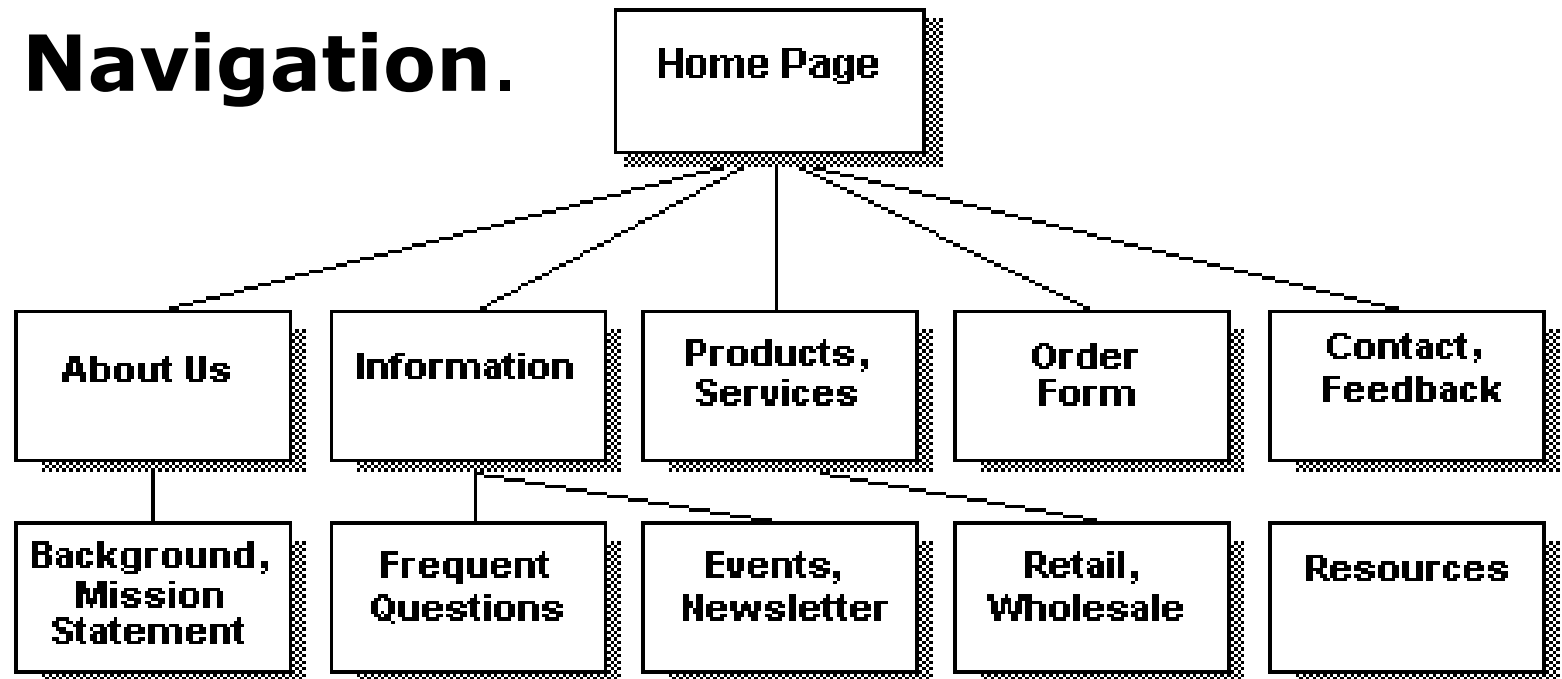 Navigation.
Home Page
About Us
Information
Products,
Services
Order
Form
Contact,
Feedback
Background,
Mission
Statement
Frequent
Questions
Events,
Newsletter
Retail,
Wholesale
Resources